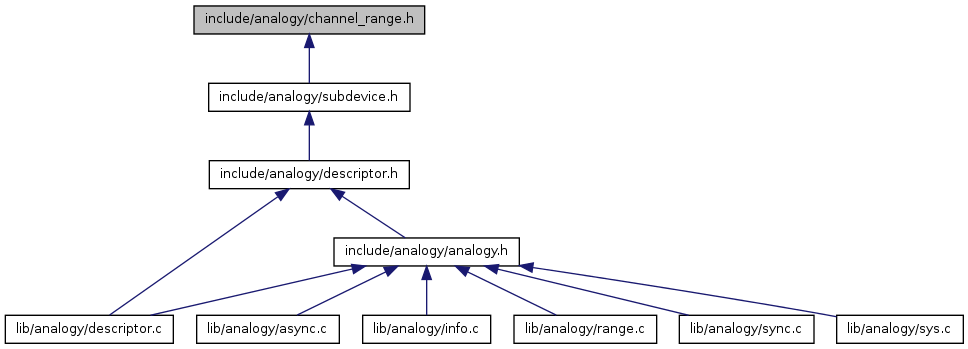 include/analogy/channel_range.h
include/analogy/subdevice.h
include/analogy/descriptor.h
include/analogy/analogy.h
lib/analogy/descriptor.c
lib/analogy/async.c
lib/analogy/info.c
lib/analogy/range.c
lib/analogy/sync.c
lib/analogy/sys.c